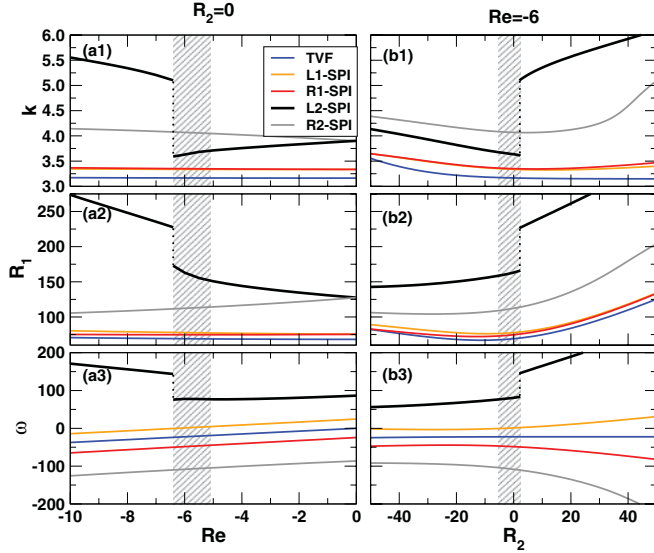 R₂=0
Re=-6
(a1)
(b1)
TVF
L1-SPI
R1-SPI
L2-SPI
R2-SPI
6.0
5.5
5.0
4.5
4.0
3.5
3.0
k
(a2)
(b2)
250
200
150
100
R₁
(a3)
(b3)
200
100
0
-100
-200
ω
-10 -8 -6 -4 -2 0
-40 -20 0 20 40
Re
R₂